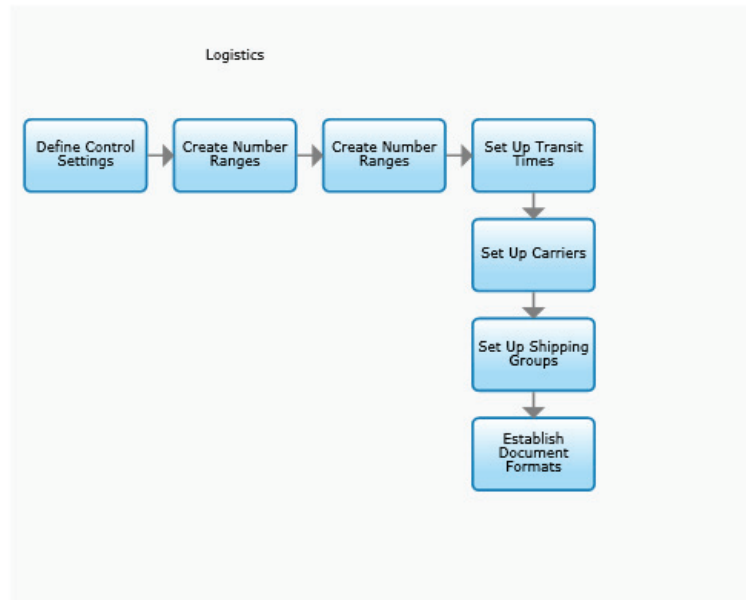 Logistics
Define Control
Settings
Create Number
Ranges
Create Number
Ranges
Set Up Transit
Times
Set Up Carriers
Set Up Shipping
Groups
Establish
Document
Formats